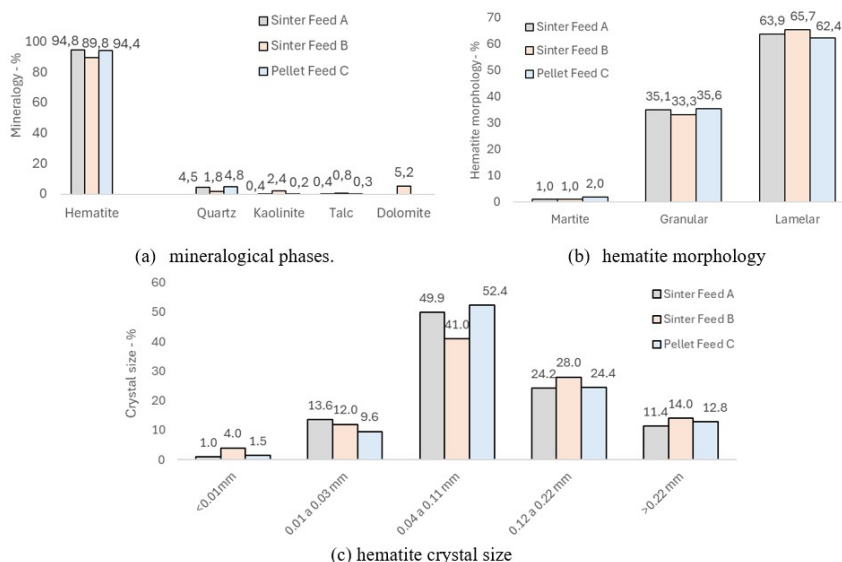 Sinter Feed A
Sinter Feed B
Pellet Feed C
Mineralogy - %
100
80
60
40
20
0
94,8 89,8 94,4
4,5 1,8 4,8
0,4 2,4 0,2
0,4 0,8 0,3
5,2
Hematite Quartz Kaolinite Talc Dolomite
(a) mineralogical phases.
Hematite morphology- %
70
60
50
40
30
20
10
0
Sinter Feed A
Sinter Feed B
Pellet Feed C
1,0 1,0 2,0
35,1 33,3 35,6
63,9 65,7 62,4
Martite Granular Lamelar
(b) hematite morphology
Crystal size - %
60
50
40
30
20
10
0
Sinter Feed A
Sinter Feed B
Pellet Feed C
1.0 4.0 1.5
13.6 12.0 9.6
49.9 41.0 52.4
24.2 28.0 24.4
11.4 14.0 12.8
<0.01mm
0.01 a 0.03 mm
0.04 a 0.11 mm
0.12 a 0.22 mm
>0.22 mm
(c) hematite crystal size